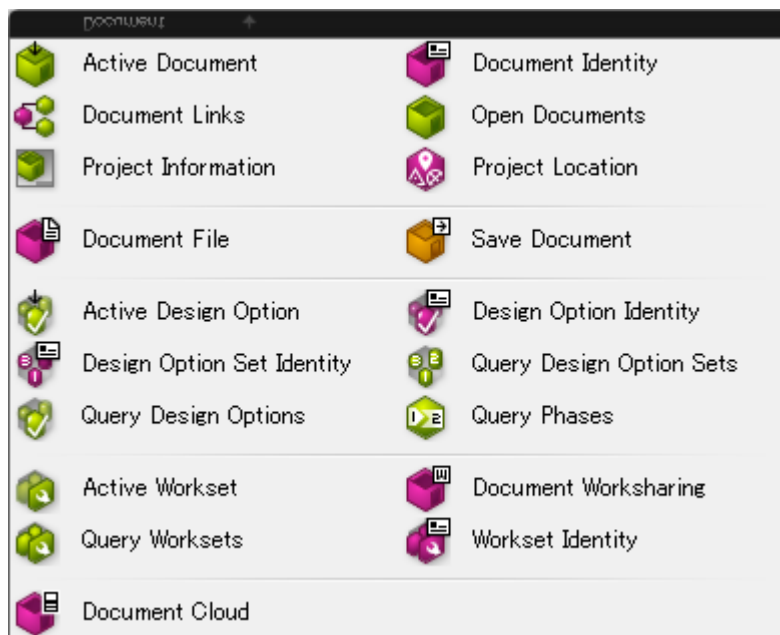 Document
Active Document
Document Identity
Document Links
Open Documents
Project Information
Project Location
Document File
Save Document
Active Design Option
Design Option Identity
Design Option Set Identity
Query Design Option Sets
Query Design Options
Query Phases
Active Workset
Document Worksharing
Query Worksets
Workset Identity
Document Cloud